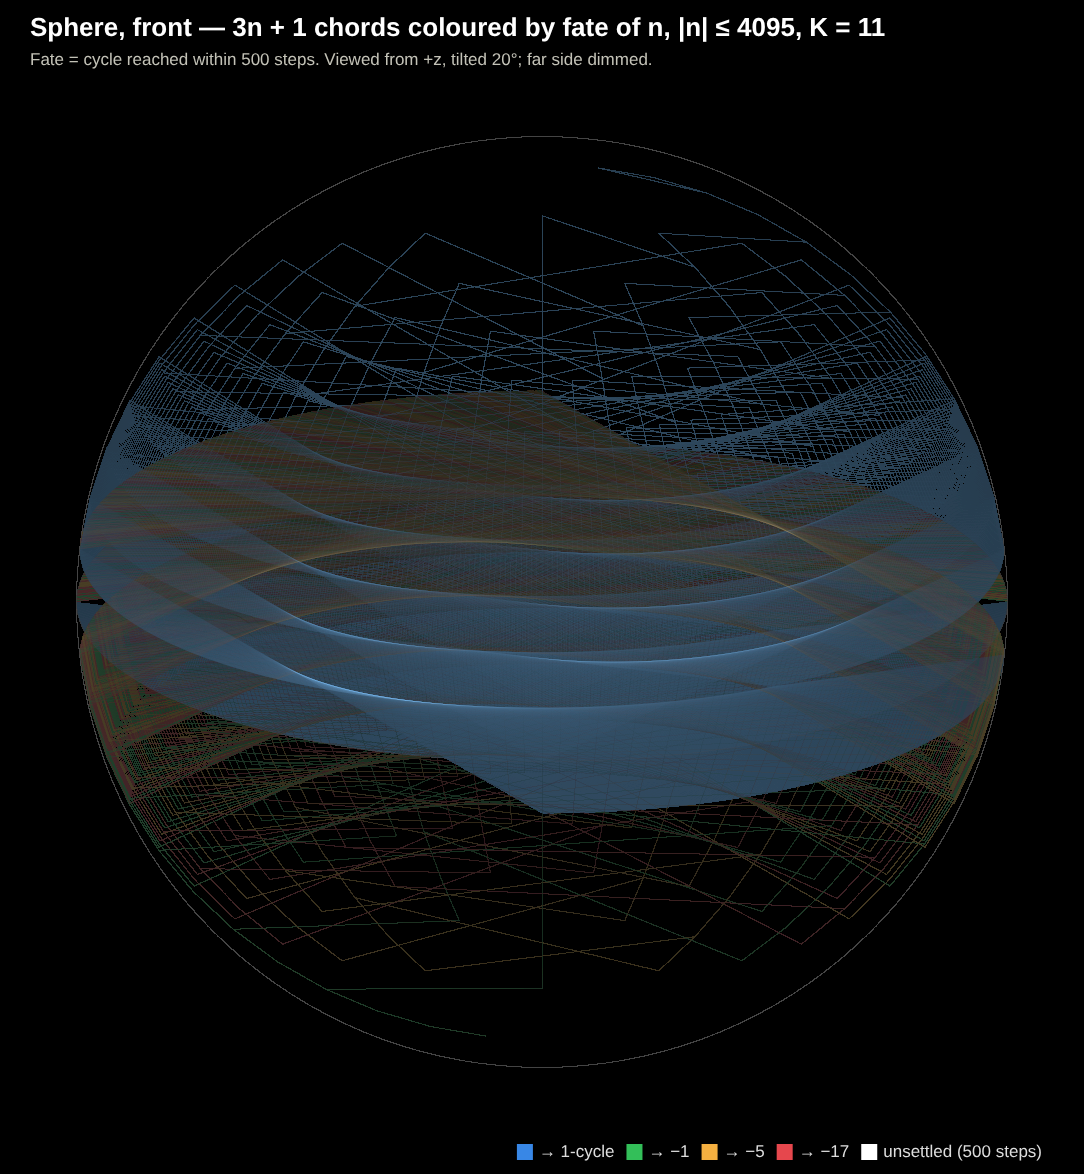 Sphere, front — 3n + 1 chords coloured by fate of n, |n| ≤ 4095, K = 11
Fate = cycle reached within 500 steps. Viewed from +z, tilted 20°; far side dimmed.
→ 1-cycle → −1 → −5 → −17 unsettled (500 steps)